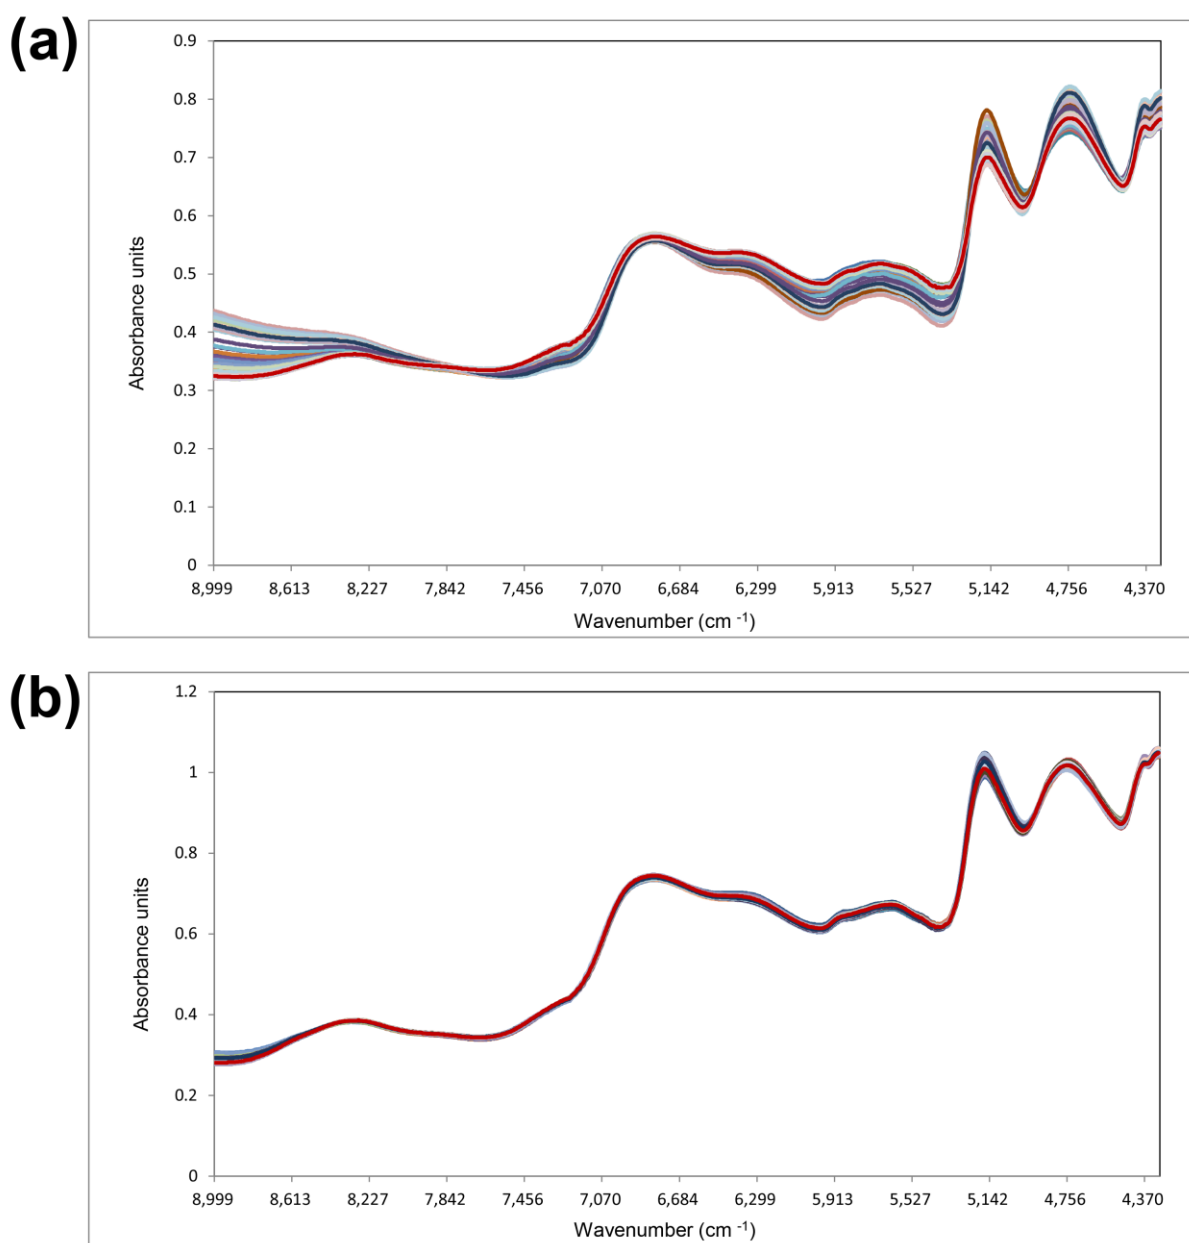 (a)
0.9
0.8
0.7
0.6
0.5
0.4
0.3
0.2
0.1
0
Absorbance units
8,999 8,613 8,227 7,842 7,456 7,070 6,684 6,299 5,913 5,527 5,142 4,756 4,370
Wavenumber (cm -1)
(b)
1.2
1
0.8
0.6
0.4
0.2
0
Absorbance units
8,999 8,613 8,227 7,842 7,456 7,070 6,684 6,299 5,913 5,527 5,142 4,756 4,370
Wavenumber (cm -1)